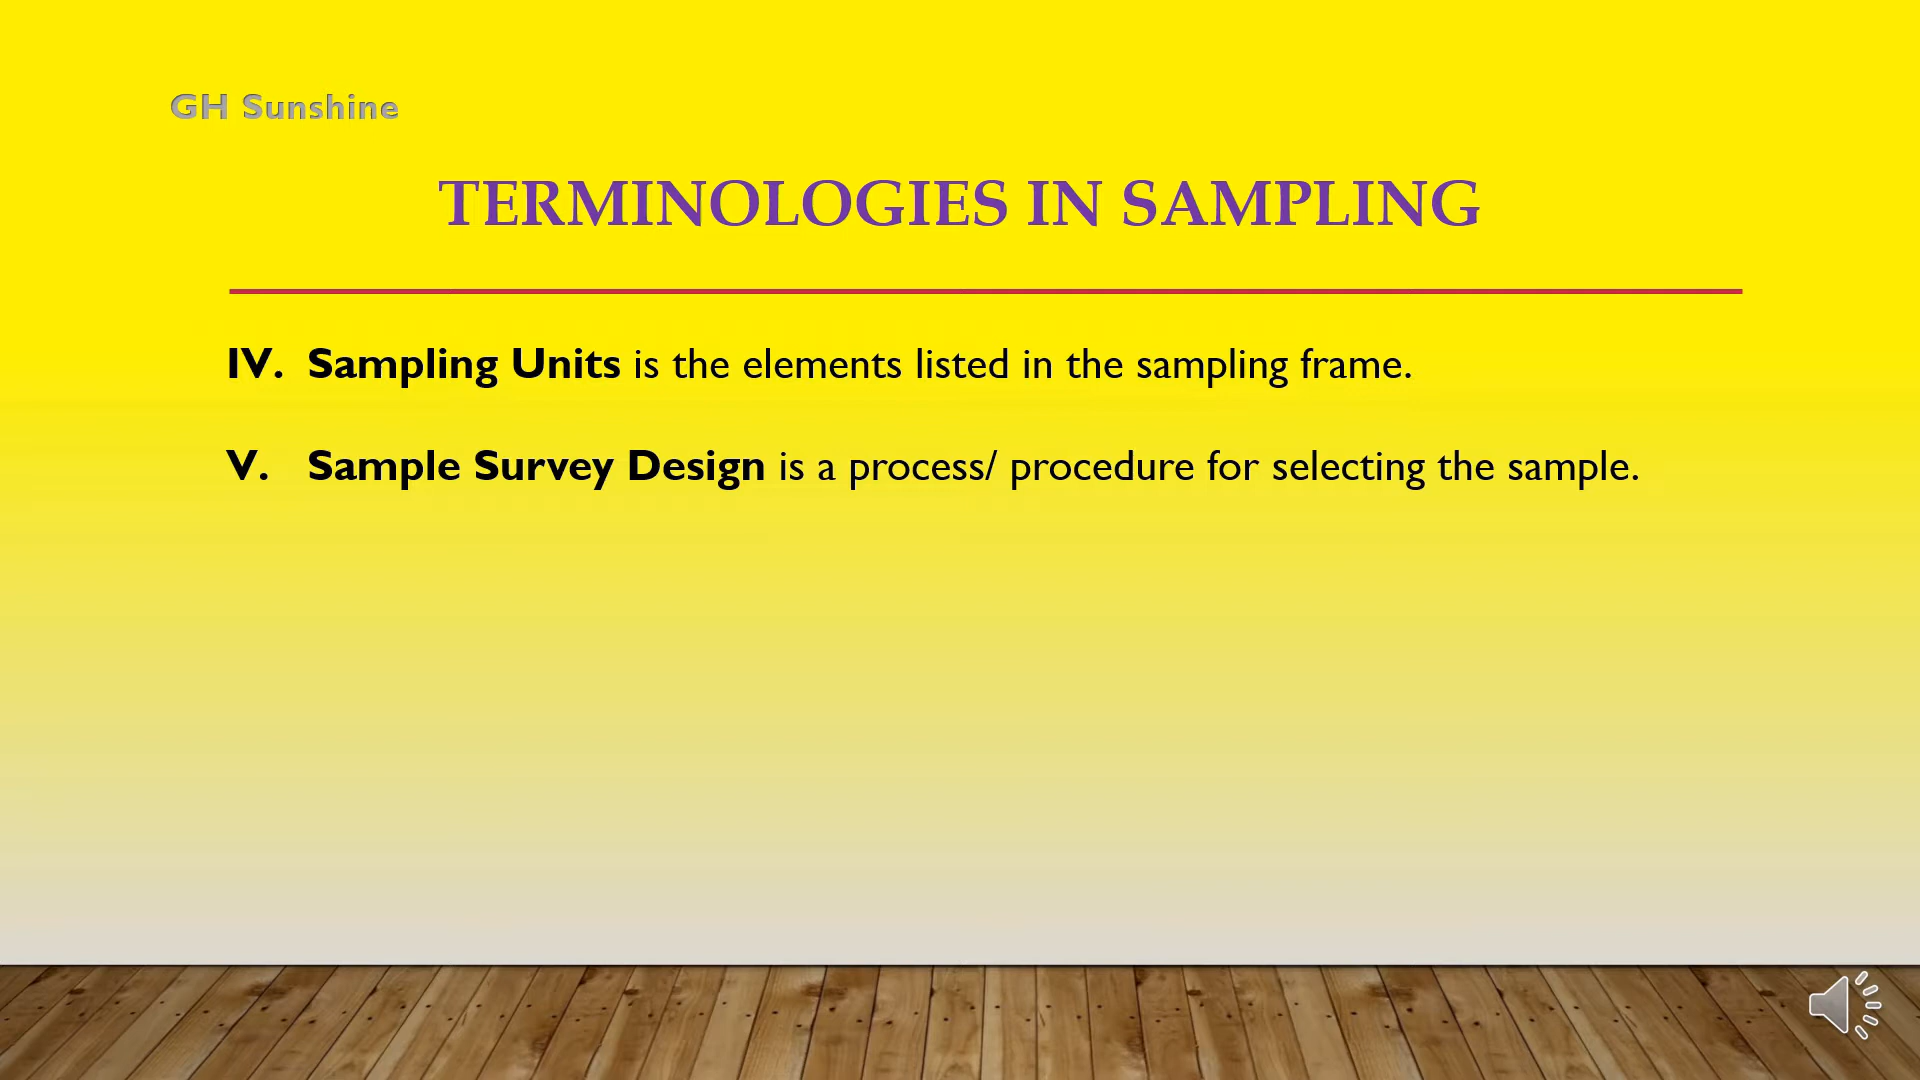 GH Sunshine
TERMINOLOGIES IN SAMPLING
IV. Sampling Units is the elements listed in the sampling frame.
V. Sample Survey Design is a process/ procedure for selecting the sample.